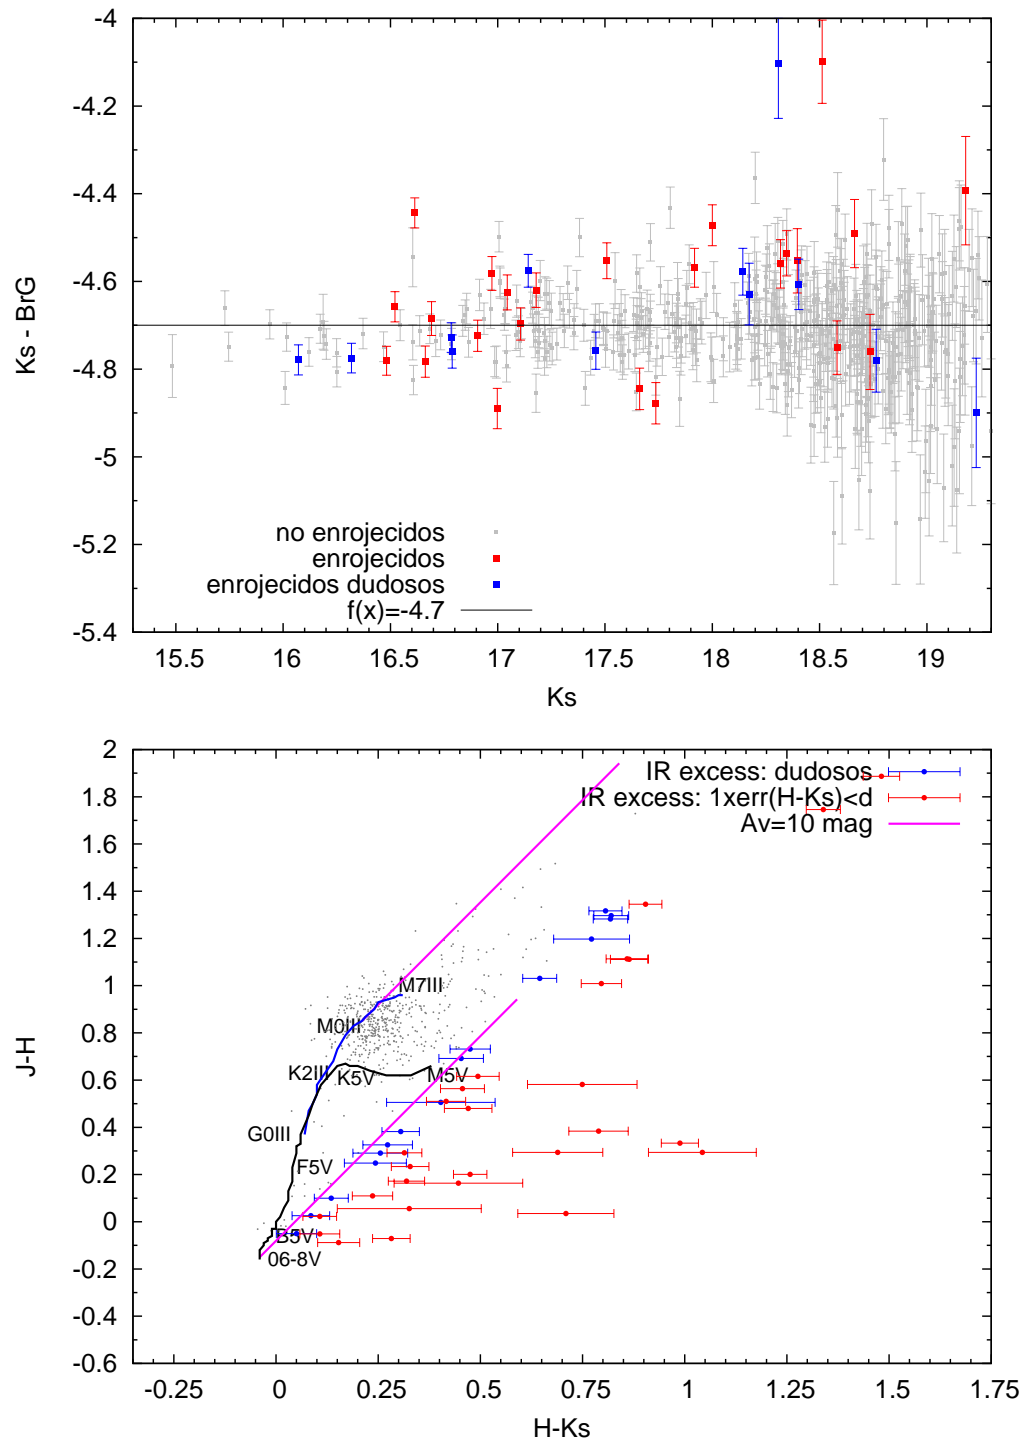 -4
-4.2
-4.4
-4.6
-4.8
-5
-5.2
-5.4
Ks - BrG
no enrojecidos
enrojecidos
enrojecidos dudosos
f(x)=-4.7
15.5 16 16.5 17 17.5 18 18.5 19
Ks
2
1.8
1.6
1.4
1.2
1
0.8
0.6
0.4
0.2
0
-0.2
-0.4
-0.6
J-H
IR excess: dudosos
IR excess: 1xerr(H-Ks)<d
Av=10 mag
M7III
M0III
K2III
K5V
M5V
G0III
F5V
B5V
06-8V
-0.25 0 0.25 0.5 0.75 1 1.25 1.5 1.75
H-Ks